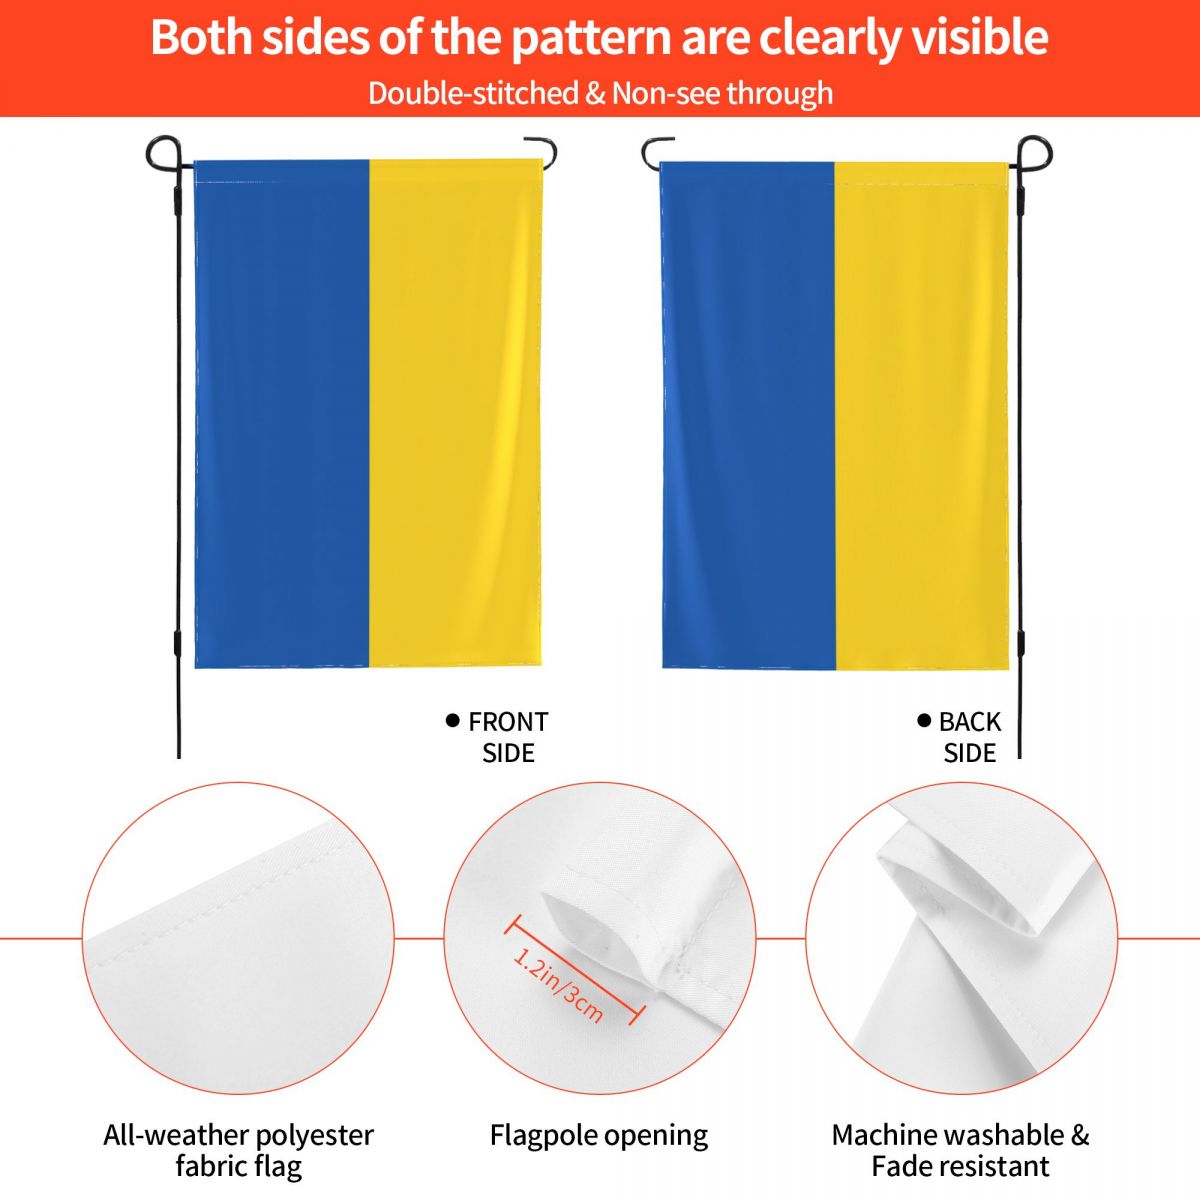 Both sides of the pattern are clearly visible
Double-stitched & Non-see through
● FRONT
SIDE
● BACK
SIDE
1.2in/3cm
All-weather polyester
fabric flag
Flagpole opening
Machine washable &
Fade resistant